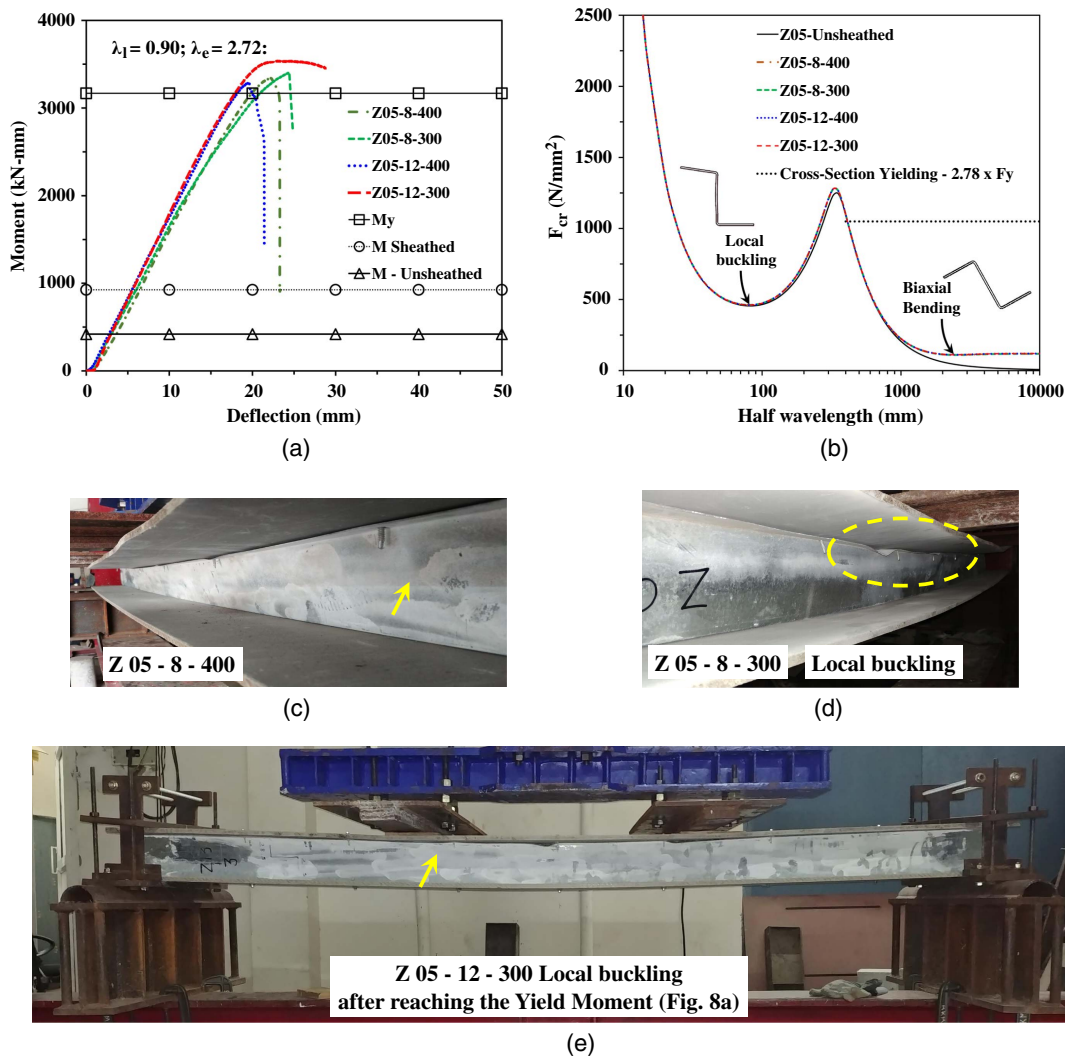 4000
3000
2000
1000
0
Moment (kN-mm)
λl = 0.90; λe = 2.72:
Z05-8-400
Z05-8-300
Z05-12-400
Z05-12-300
My
M Sheathed
M - Unsheathed
0 10 20 30 40 50
Deflection (mm)
(a)
2500
2000
1500
1250
500
0
Fcr (N/mm²)
Z05-Unsheathed
Z05-8-400
Z05-8-300
Z05-12-400
Z05-12-300
Cross-Section Yielding - 2.78 x Fy
Local
buckling
Biaxial
Bending
10 100 1000 10000
Half wavelength (mm)
(b)
Z 05 - 8 - 400
(c)
OZ
Z 05 - 8 - 300 Local buckling
(d)
Z 05 - 12 - 300 Local buckling
after reaching the Yield Moment (Fig. 8a)
(e)